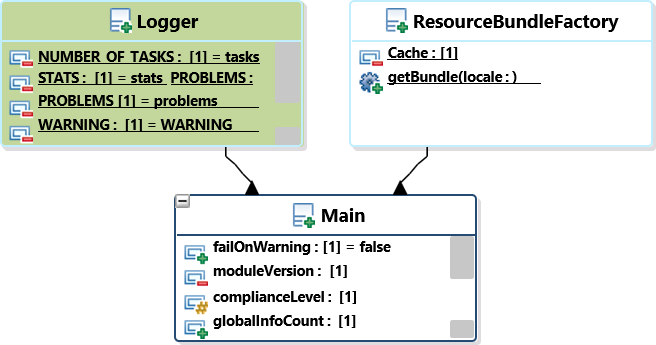 Logger
NUMBER OF TASKS : [1] = tasks
STATS : [1] = stats PROBLEMS :
PROBLEMS [1] = problems
WARNING : [1] = WARNING
ResourceBundleFactory
Cache : [1]
getBundle(locale : )
Main
failOnWarning : [1] = false
moduleVersion : [1]
complianceLevel : [1]
globalInfoCount : [1]